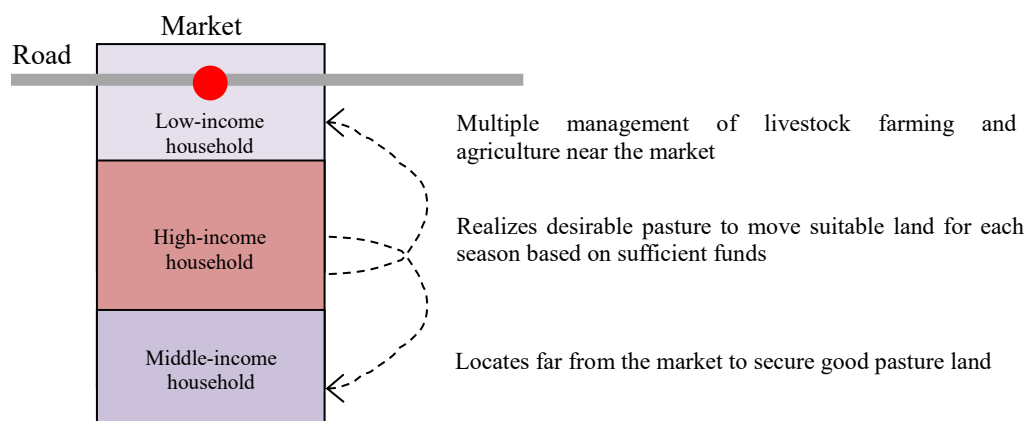 Market
Road
Low-income
household
Multiple management of livestock farming and
agriculture near the market
High-income
household
Realizes desirable pasture to move suitable land for each
season based on sufficient funds
Middle-income
household
Locates far from the market to secure good pasture land